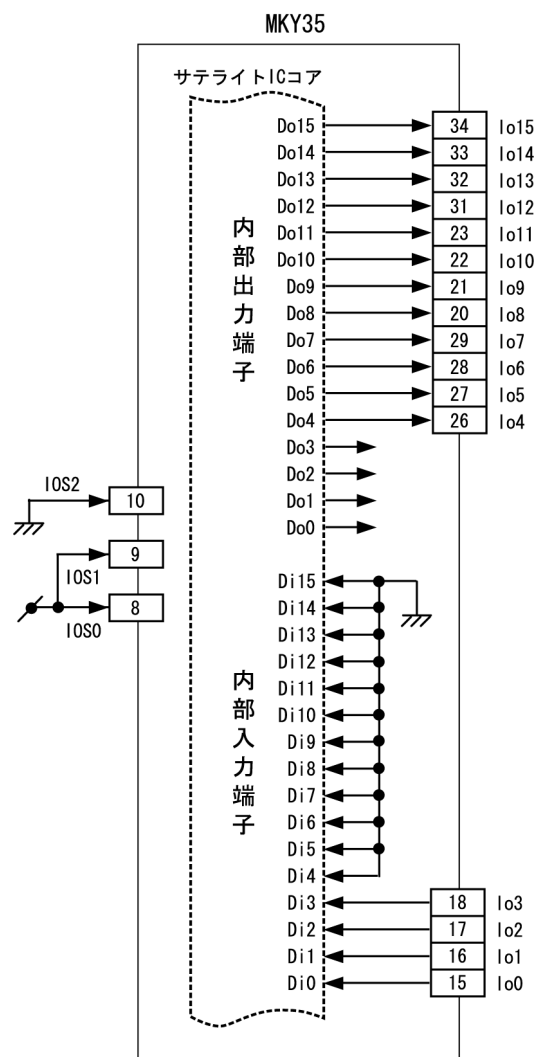 MKY35
サテライトICコア
Do15 34 Io15
Do14 33 Io14
Do13 32 Io13
Do12 31 Io12
Do11 23 Io11
Do10 22 Io10
Do9 21 Io9
Do8 20 Io8
Do7 29 Io7
Do6 28 Io6
Do5 27 Io5
Do4 26 Io4
Do3
Do2
Do1
Do0
内部出力端子
IOS2 10
IOS1 9
IOS0 8
Di15
Di14
Di13
Di12
Di11
Di10
Di9
Di8
Di7
Di6
Di5
Di4
Di3 18 Io3
Di2 17 Io2
Di1 16 Io1
Di0 15 Io0
内部入力端子